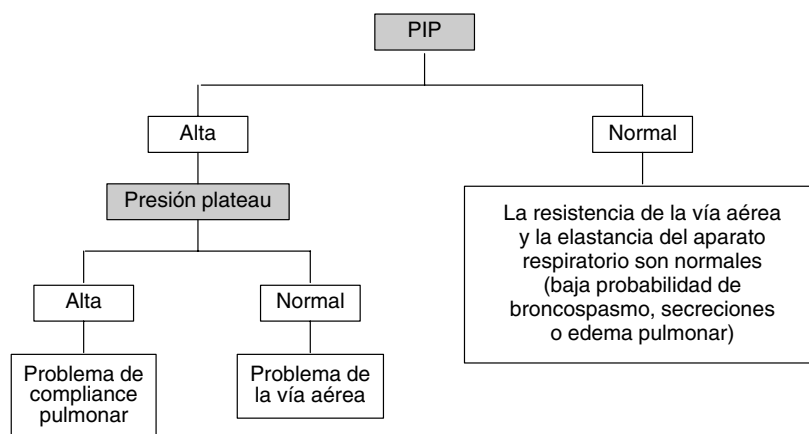 PIP
Alta
Normal
Presión plateau
La resistencia de la vía aérea
y la elastancia del aparato
respiratorio son normales
(baja probabilidad de
broncospasmo, secreciones
o edema pulmonar)
Alta
Normal
Problema de
compliance
pulmonar
Problema de
la vía aérea